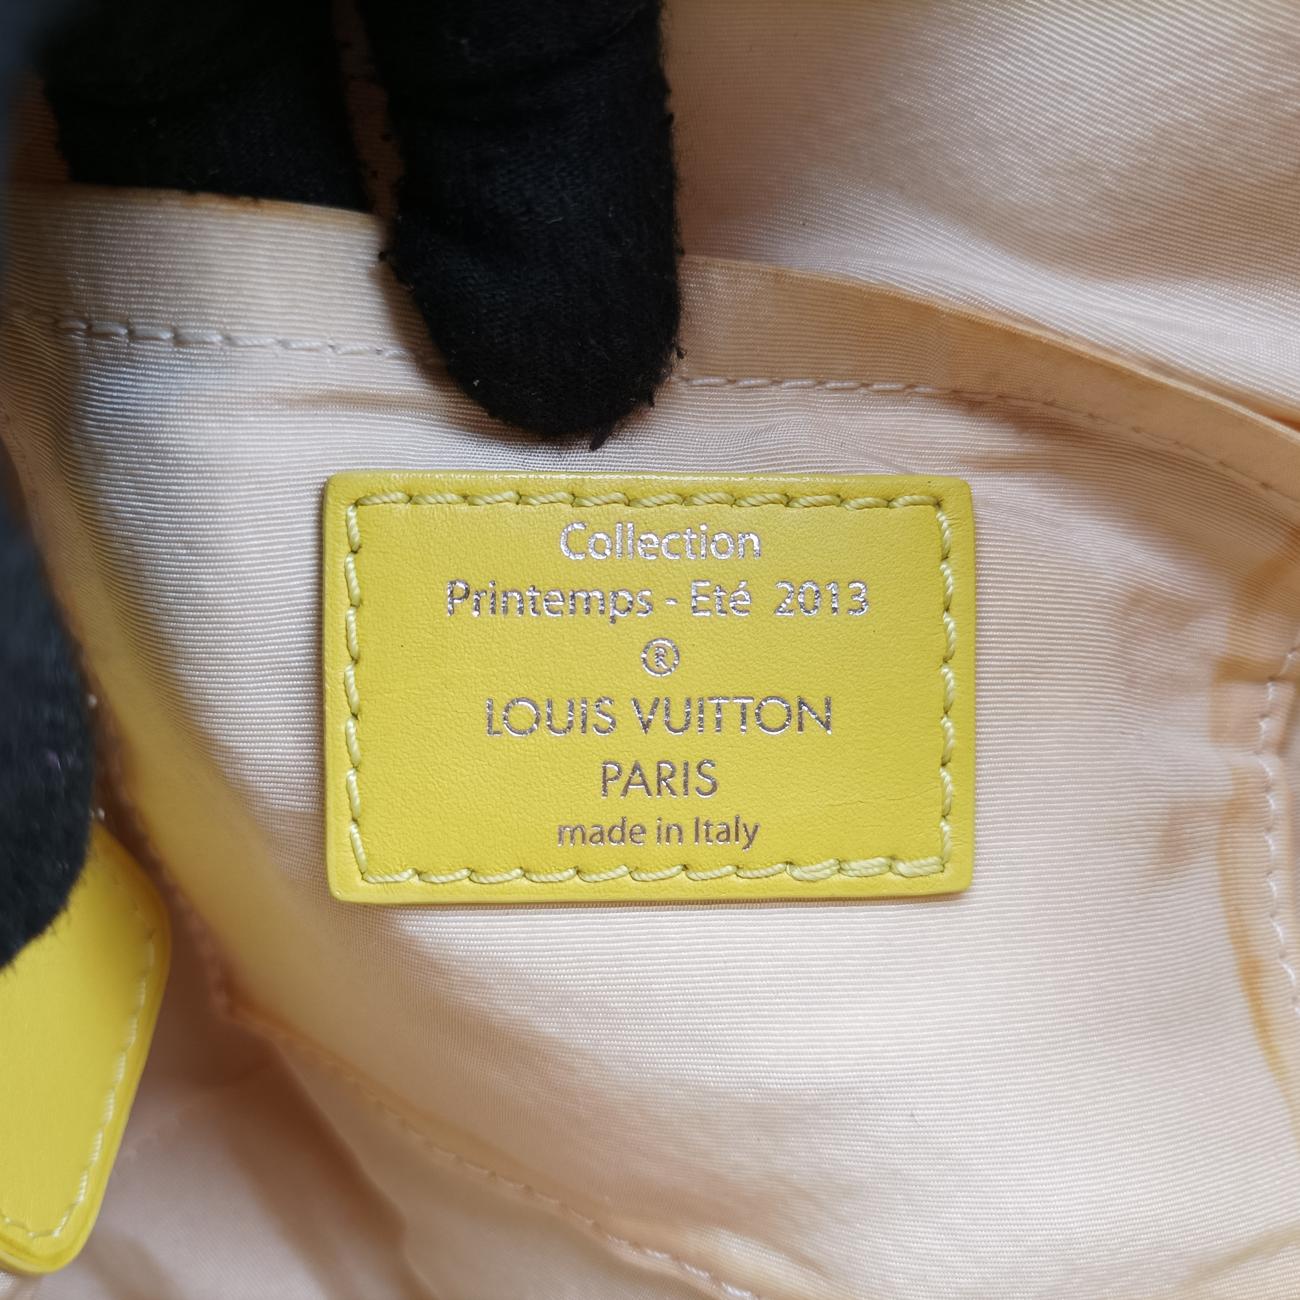 Collection
Printemps - Eté 2013
®
LOUIS VUITTON
PARIS
made in Italy